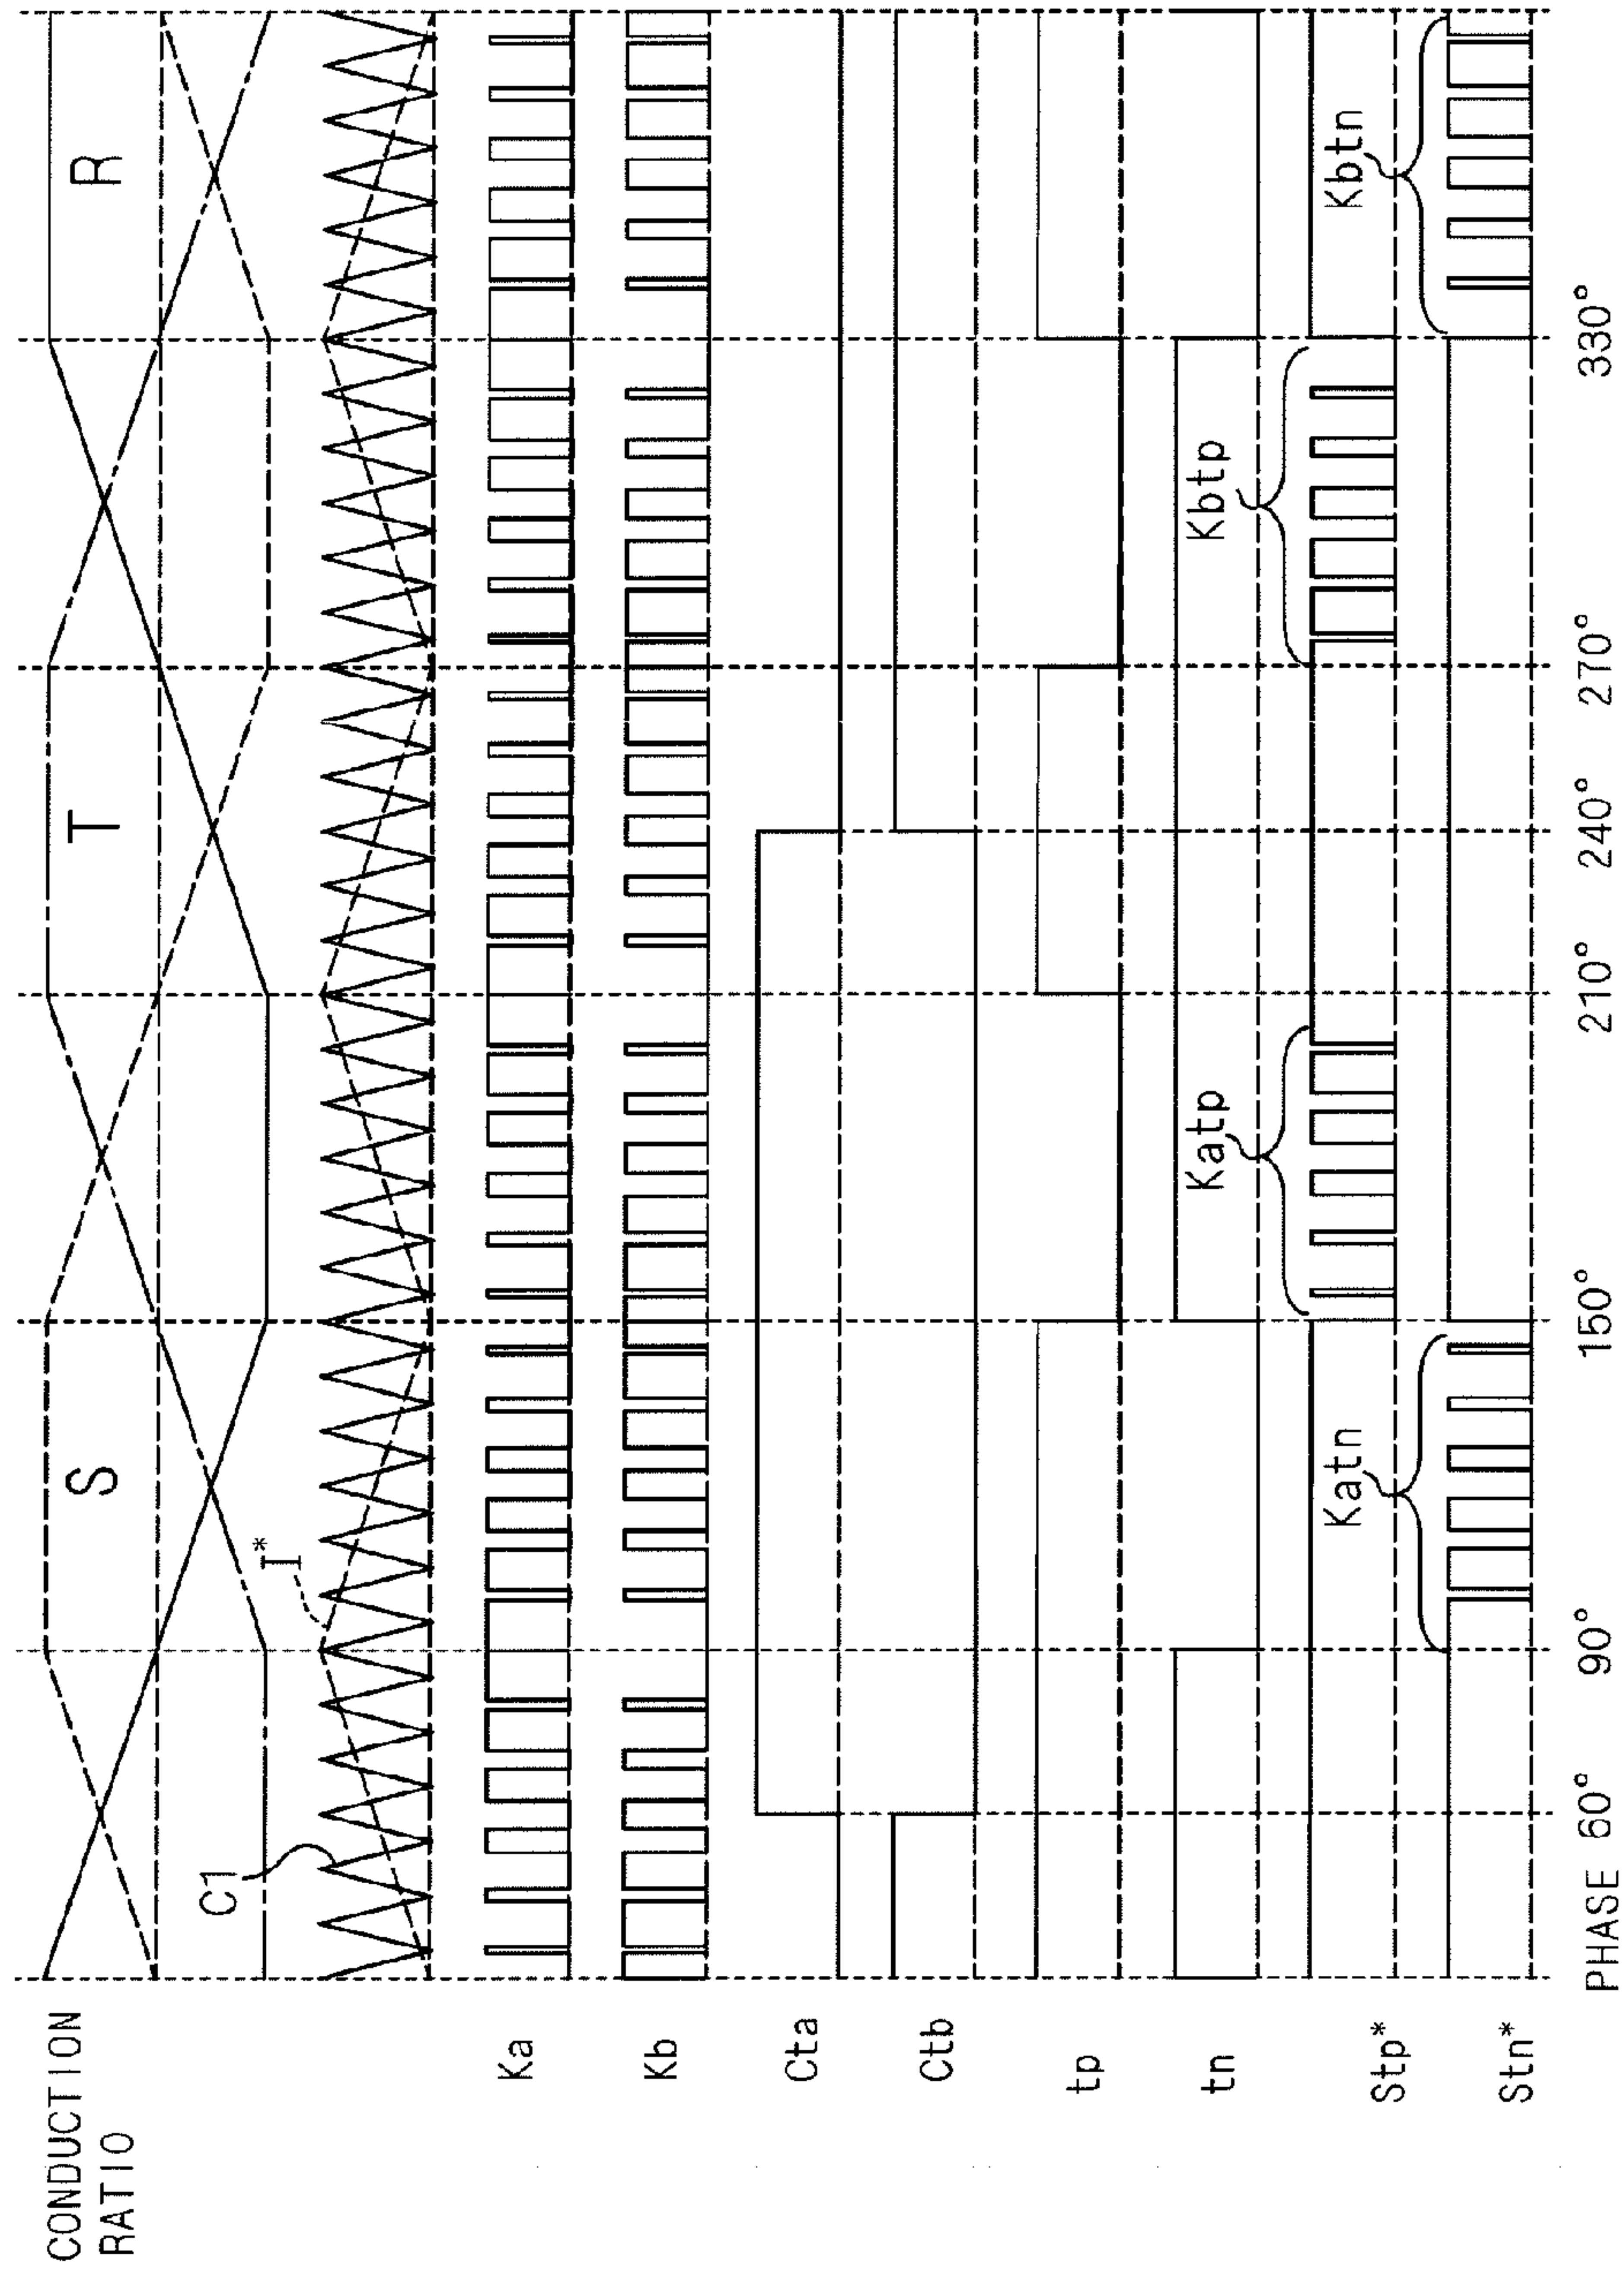 CONDUCTION
RATIO
S
T
R
C1
I*
Ka
Kb
Cta
Ctb
tp
tn
Katp
Kbtp
Stp*
Katn
Kbtn
Stn*
PHASE 60° 90° 150° 210° 240° 270° 330°